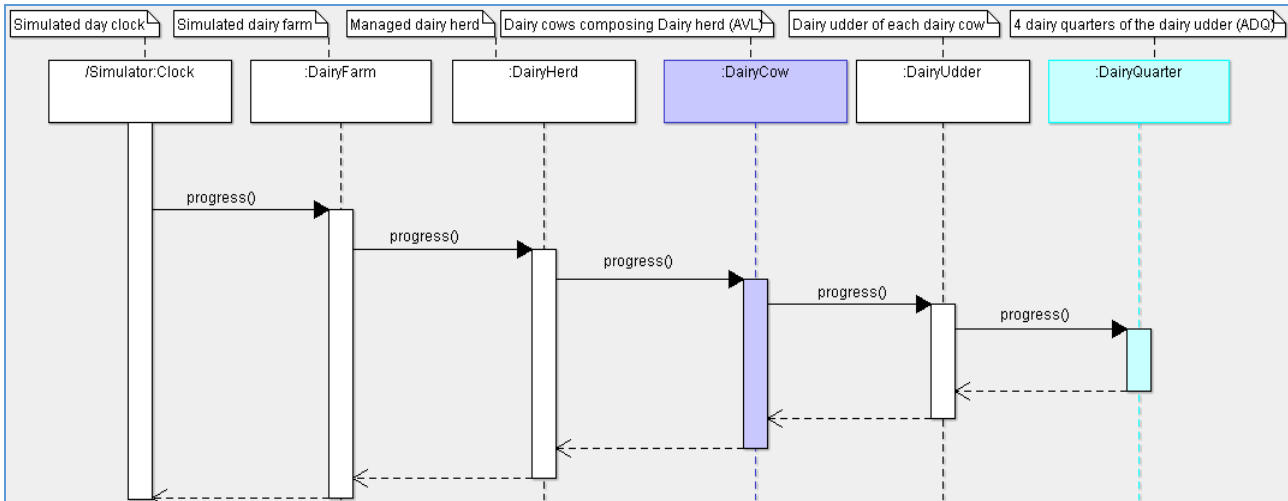 Simulated day clock
Simulated dairy farm
Managed dairy herd
Dairy cows composing Dairy herd (AVL)
Dairy udder of each dairy cow
4 dairy quarters of the dairy udder (ADQ)
/Simulator:Clock
:DairyFarm
:DairyHerd
:DairyCow
:DairyUdder
:DairyQuarter
progress()
progress()
progress()
progress()
progress()